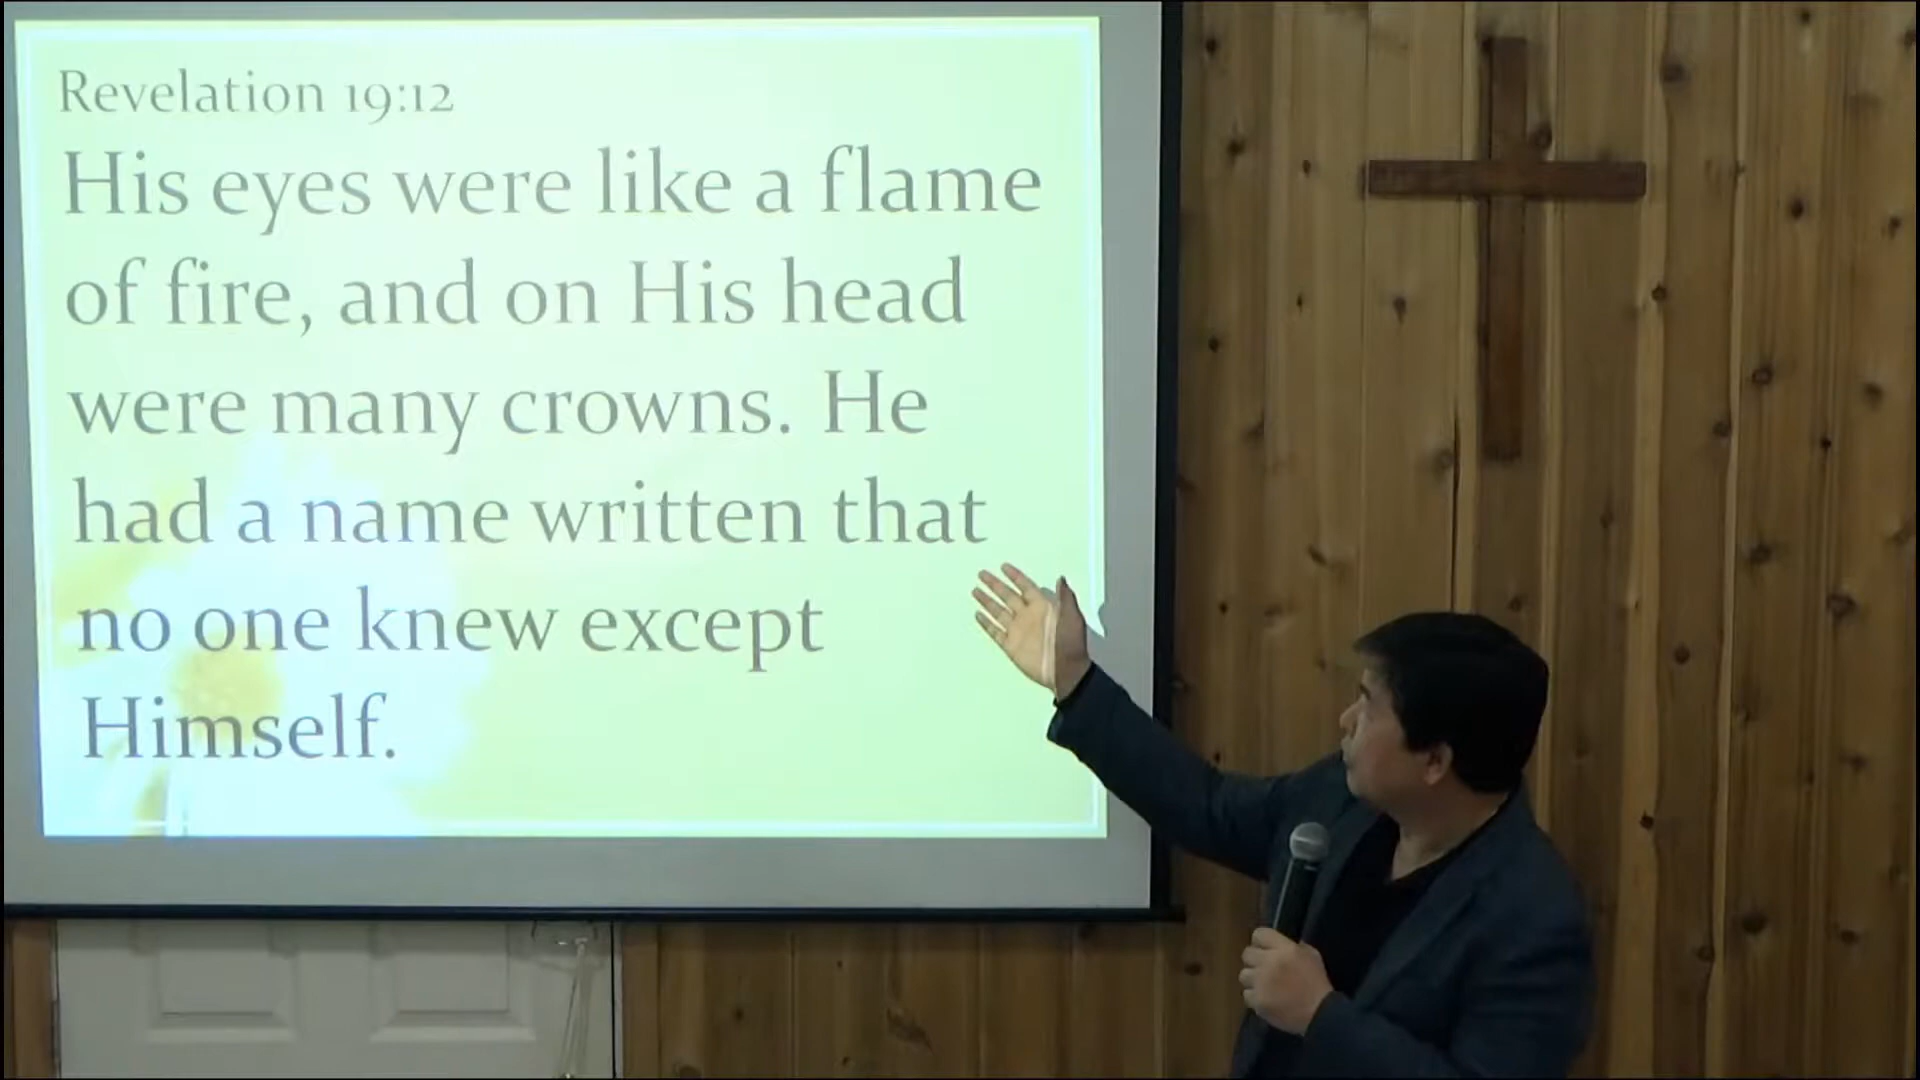 Revelation 19:12
His eyes were like a flame
of fire, and on His head
were many crowns. He
had a name written that
no one knew except
Himself.